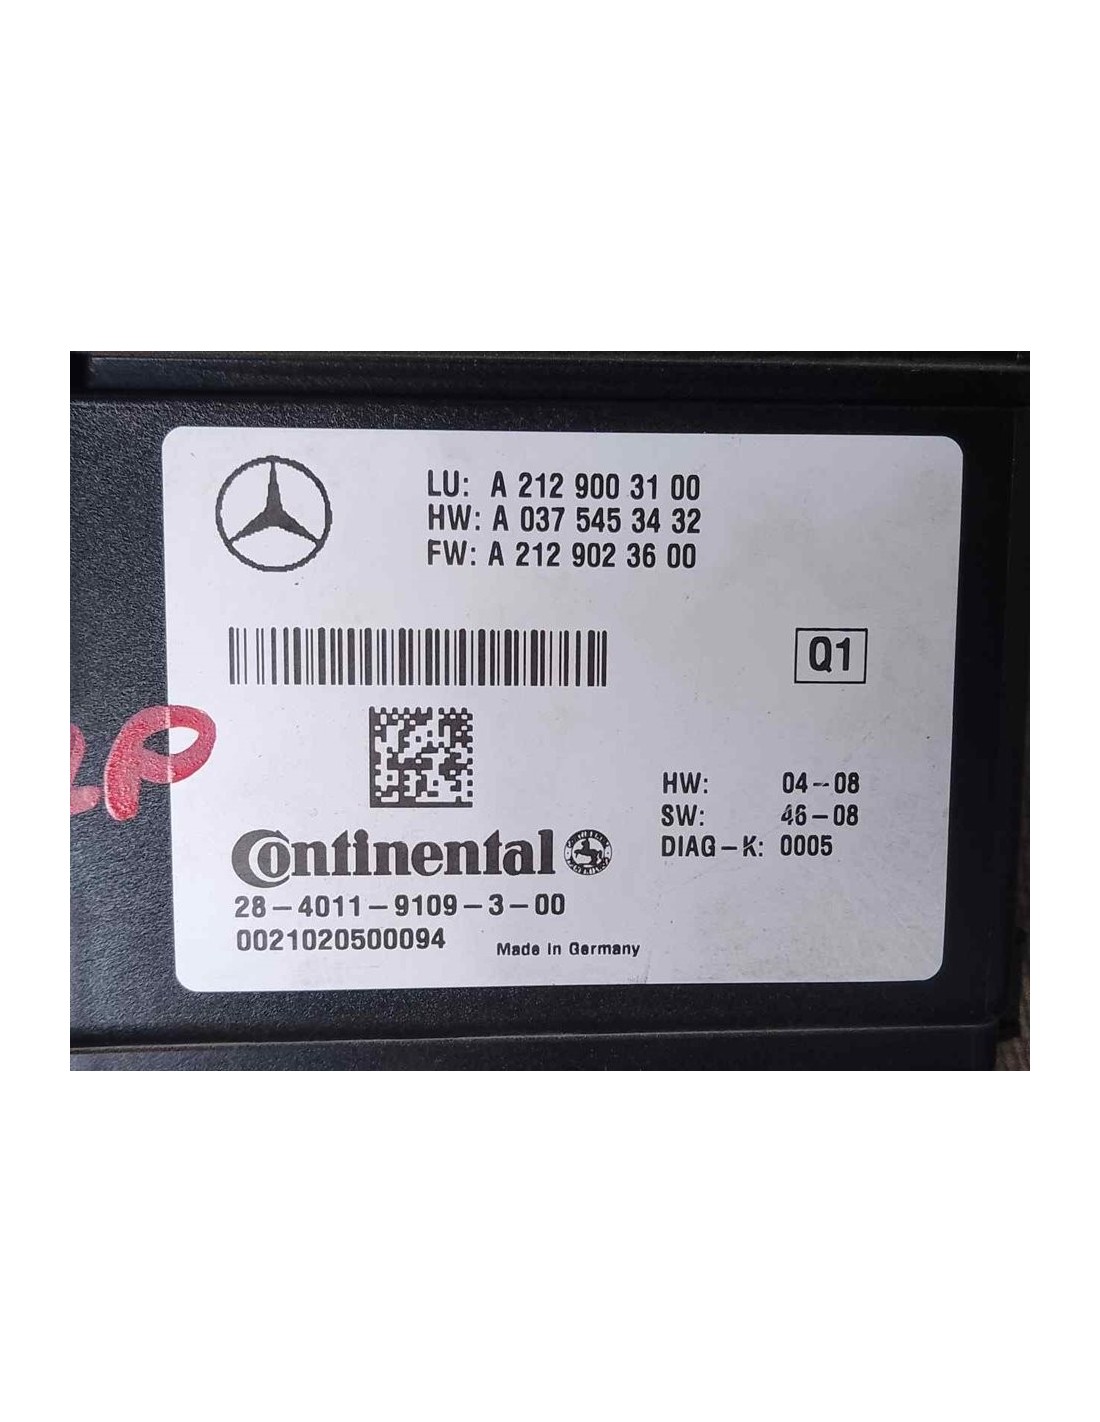 LU: A 212 900 31 00
HW: A 037 545 34 32
FW: A 212 902 36 00
Q1
RP
HW: 04-08
SW: 46-08
DIAG-K: 0005
Continental
28-4011-9109-3-00
0021020500094
Made in Germany